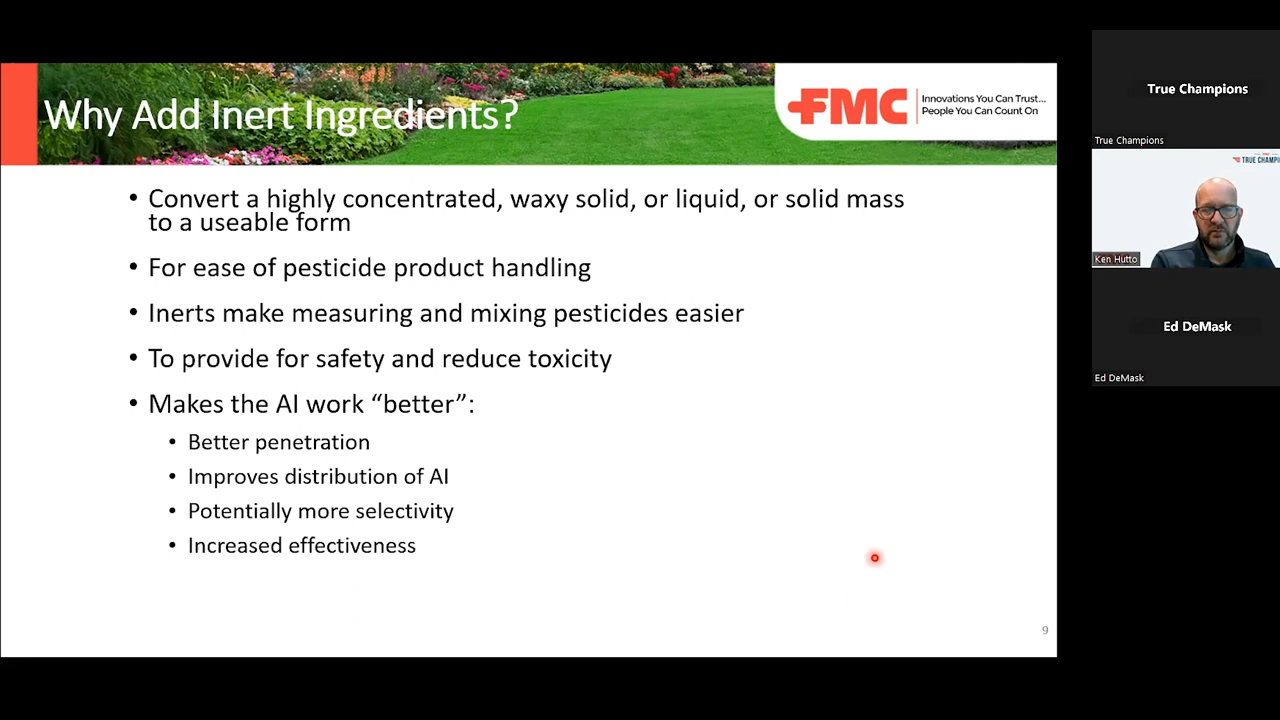 Why Add Inert Ingredients?
FMC
Innovations You Can Trust...
People You Can Count On
• Convert a highly concentrated, waxy solid, or liquid, or solid mass
to a useable form
• For ease of pesticide product handling
• Inerts make measuring and mixing pesticides easier
• To provide for safety and reduce toxicity
• Makes the AI work “better”:
• Better penetration
• Improves distribution of AI
• Potentially more selectivity
• Increased effectiveness
9
True Champions
True Champions
TRUE CHAMPI
Ken Hutto
Ed DeMask
Ed DeMask